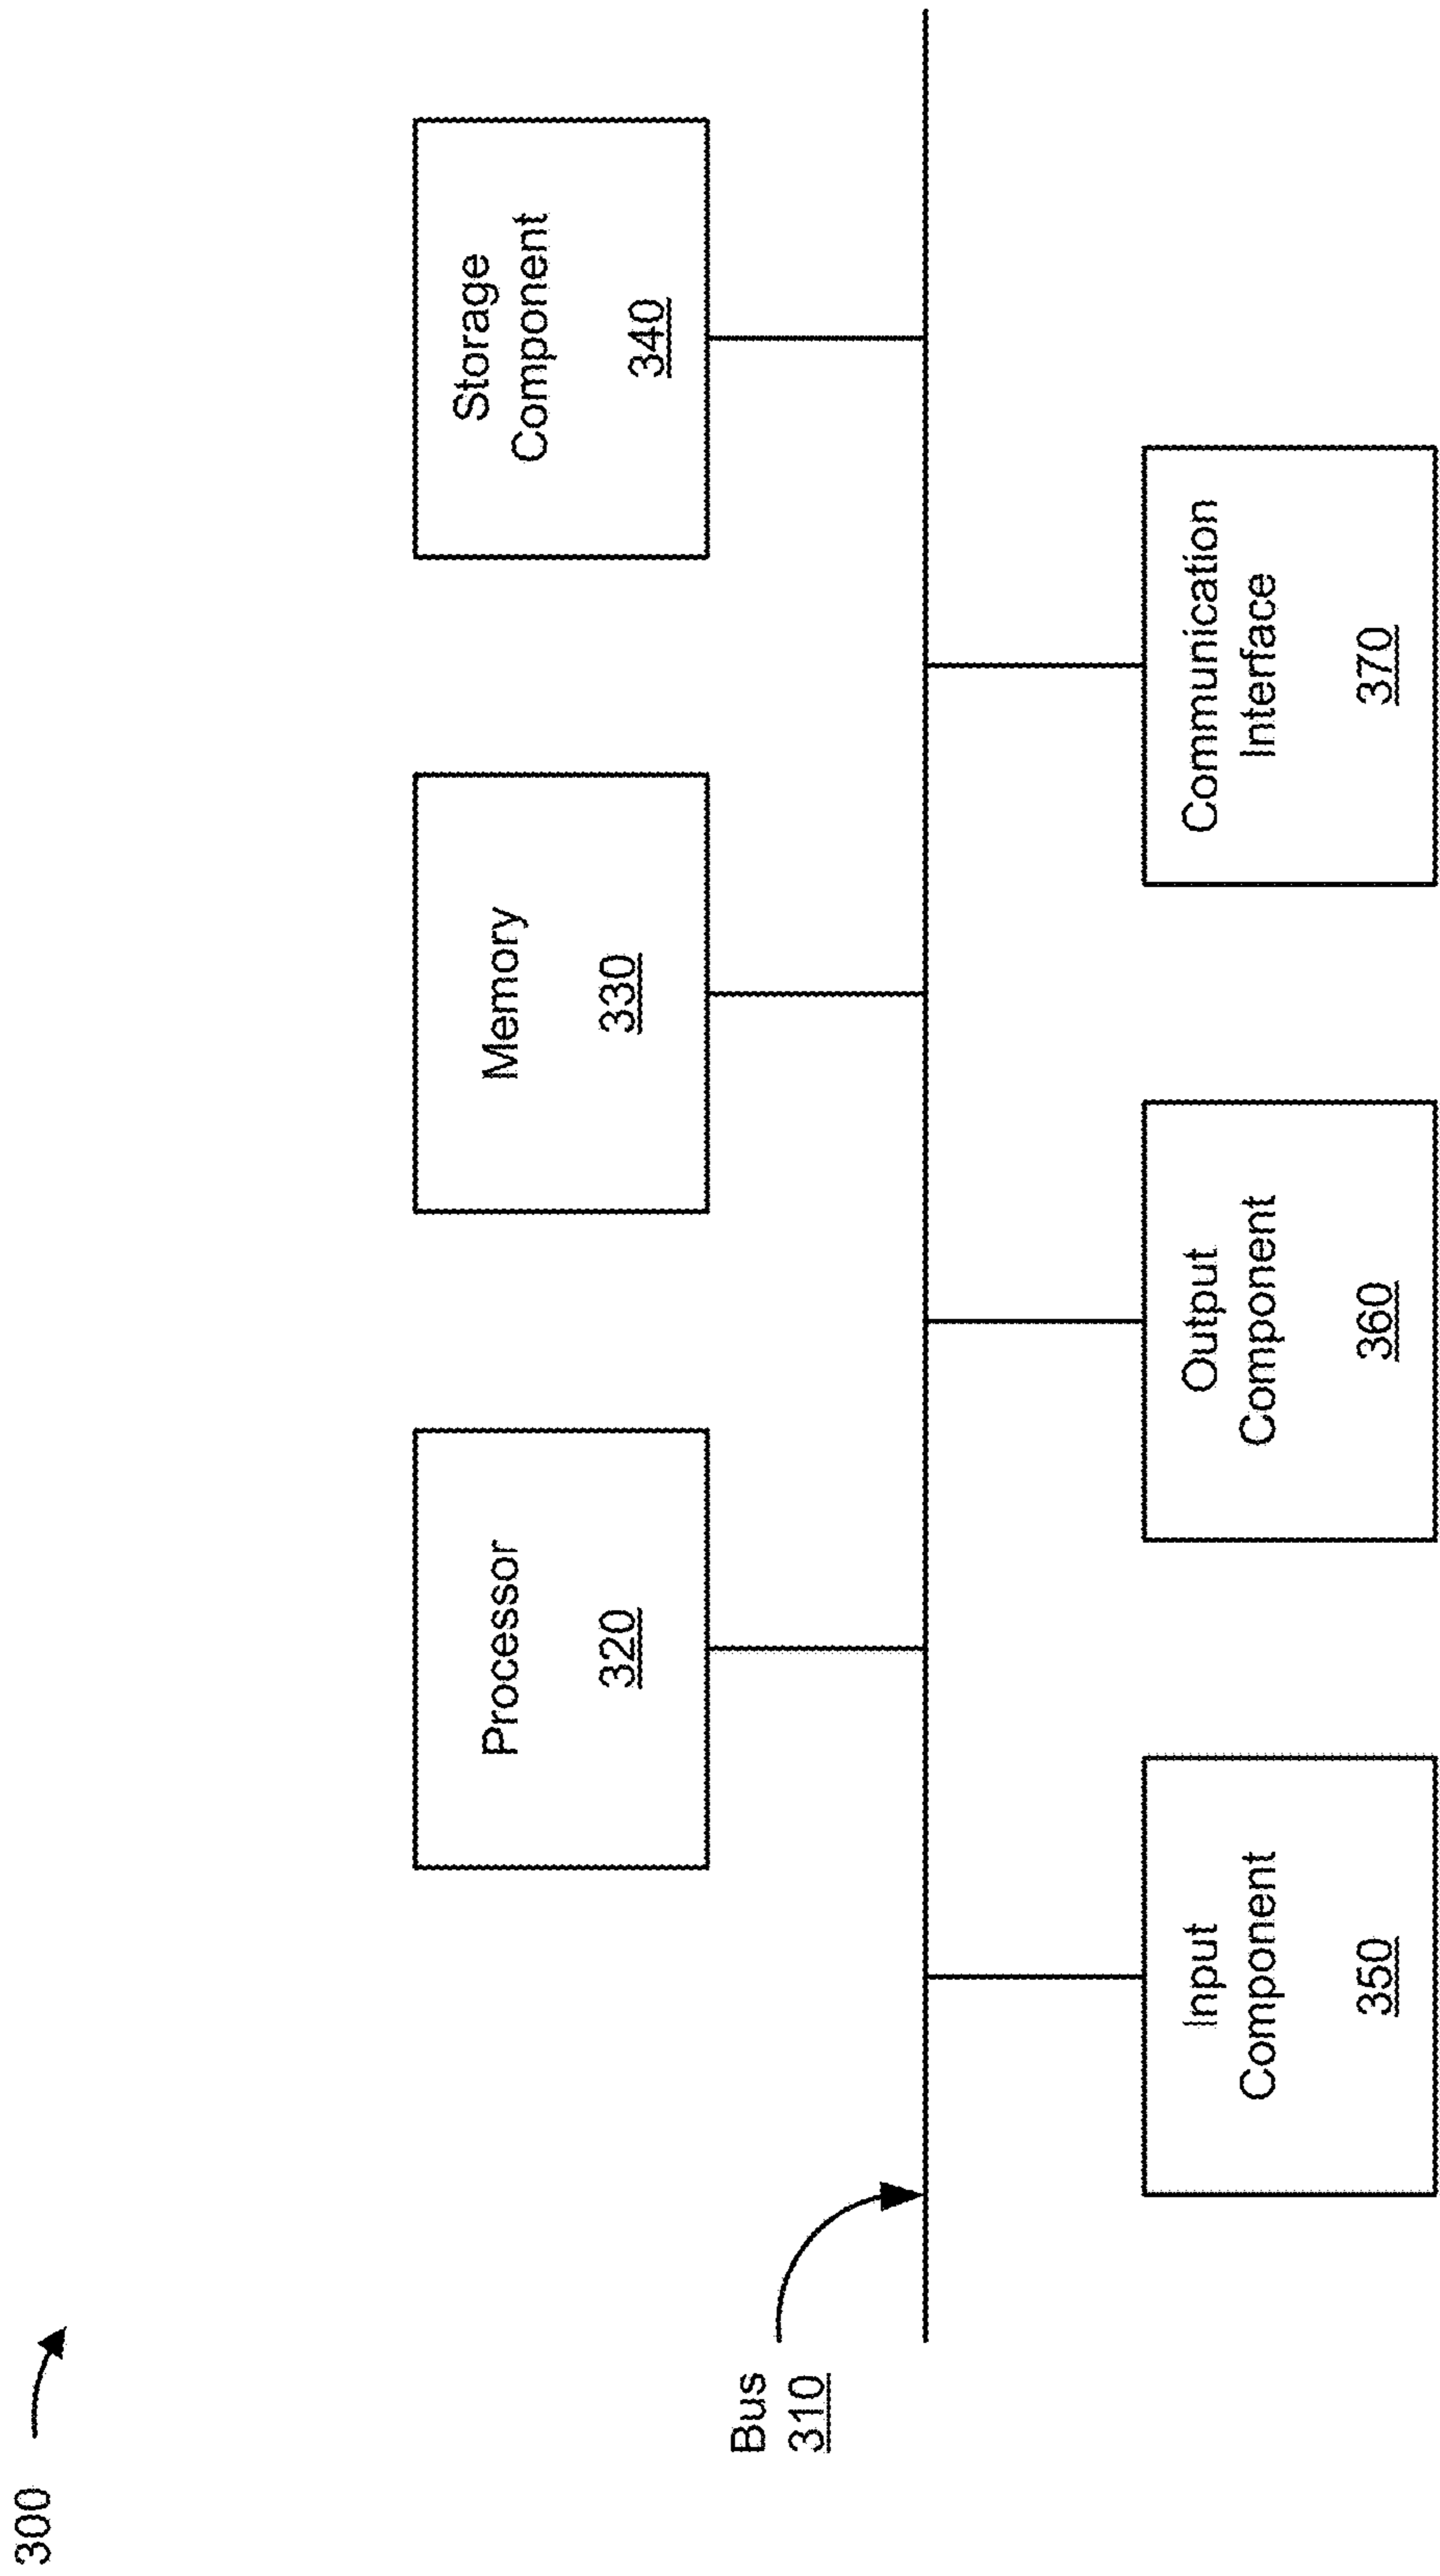 300
Bus
310
Processor
320
Memory
330
Storage
Component
340
Input
Component
350
Output
Component
360
Communication
Interface
370